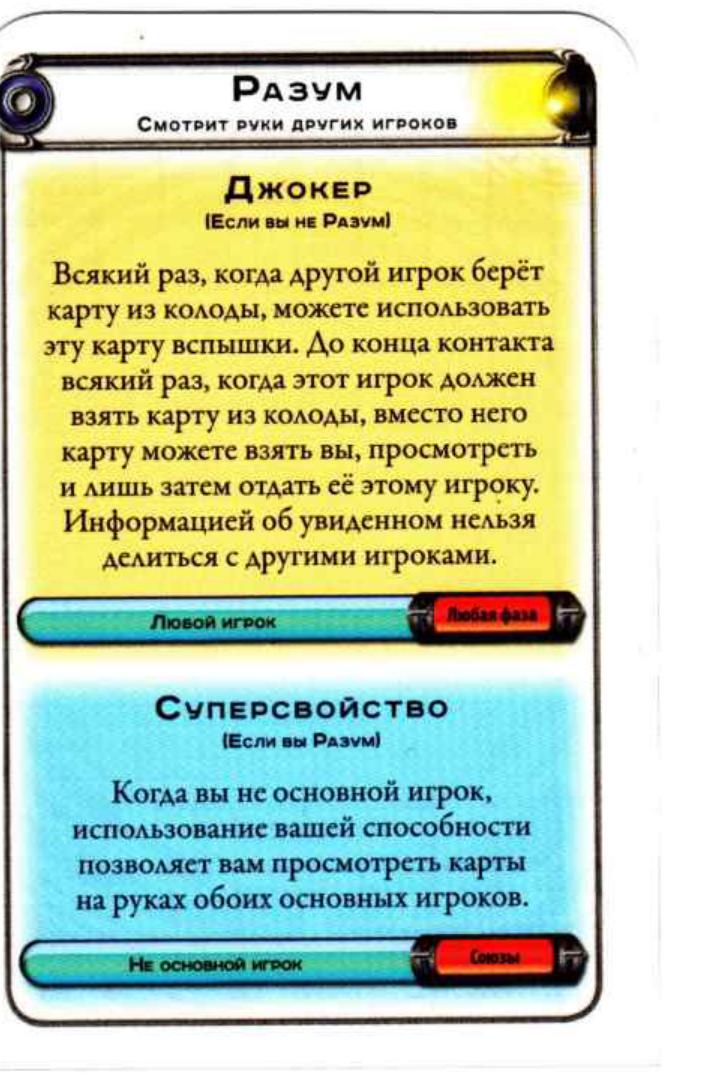 Разум
Смотрит руки других игроков
Джокер
(Если вы не Разум)
Всякий раз, когда другой игрок берёт
карту из колоды, можете использовать
эту карту вспышки. До конца контакта
всякий раз, когда этот игрок должен
взять карту из колоды, вместо него
карту можете взять вы, просмотреть
и лишь затем отдать её этому игроку.
Информацией об увиденном нельзя
делиться с другими игроками.
Любой игрок
Любая фаза
Суперсвойство
(Если вы Разум)
Когда вы не основной игрок,
использование вашей способности
позволяет вам просмотреть карты
на руках обоих основных игроков.
Не основной игрок
Союзы